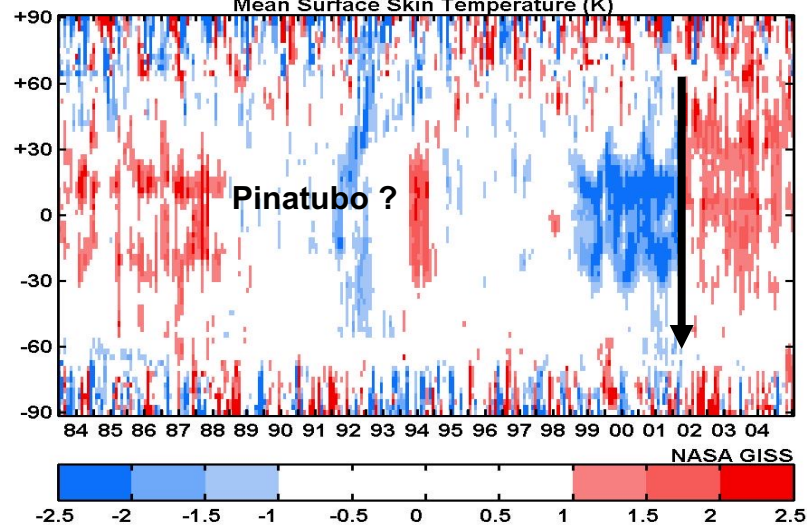 Mean Surface Skin Temperature (K)
+90
+60
+30
0
-30
-60
-90
Pinatubo ?
84 85 86 87 88 89 90 91 92 93 94 95 96 97 98 99 00 01 02 03 04
NASA GISS
-2.5 -2 -1.5 -1 -0.5 0 0.5 1 1.5 2 2.5